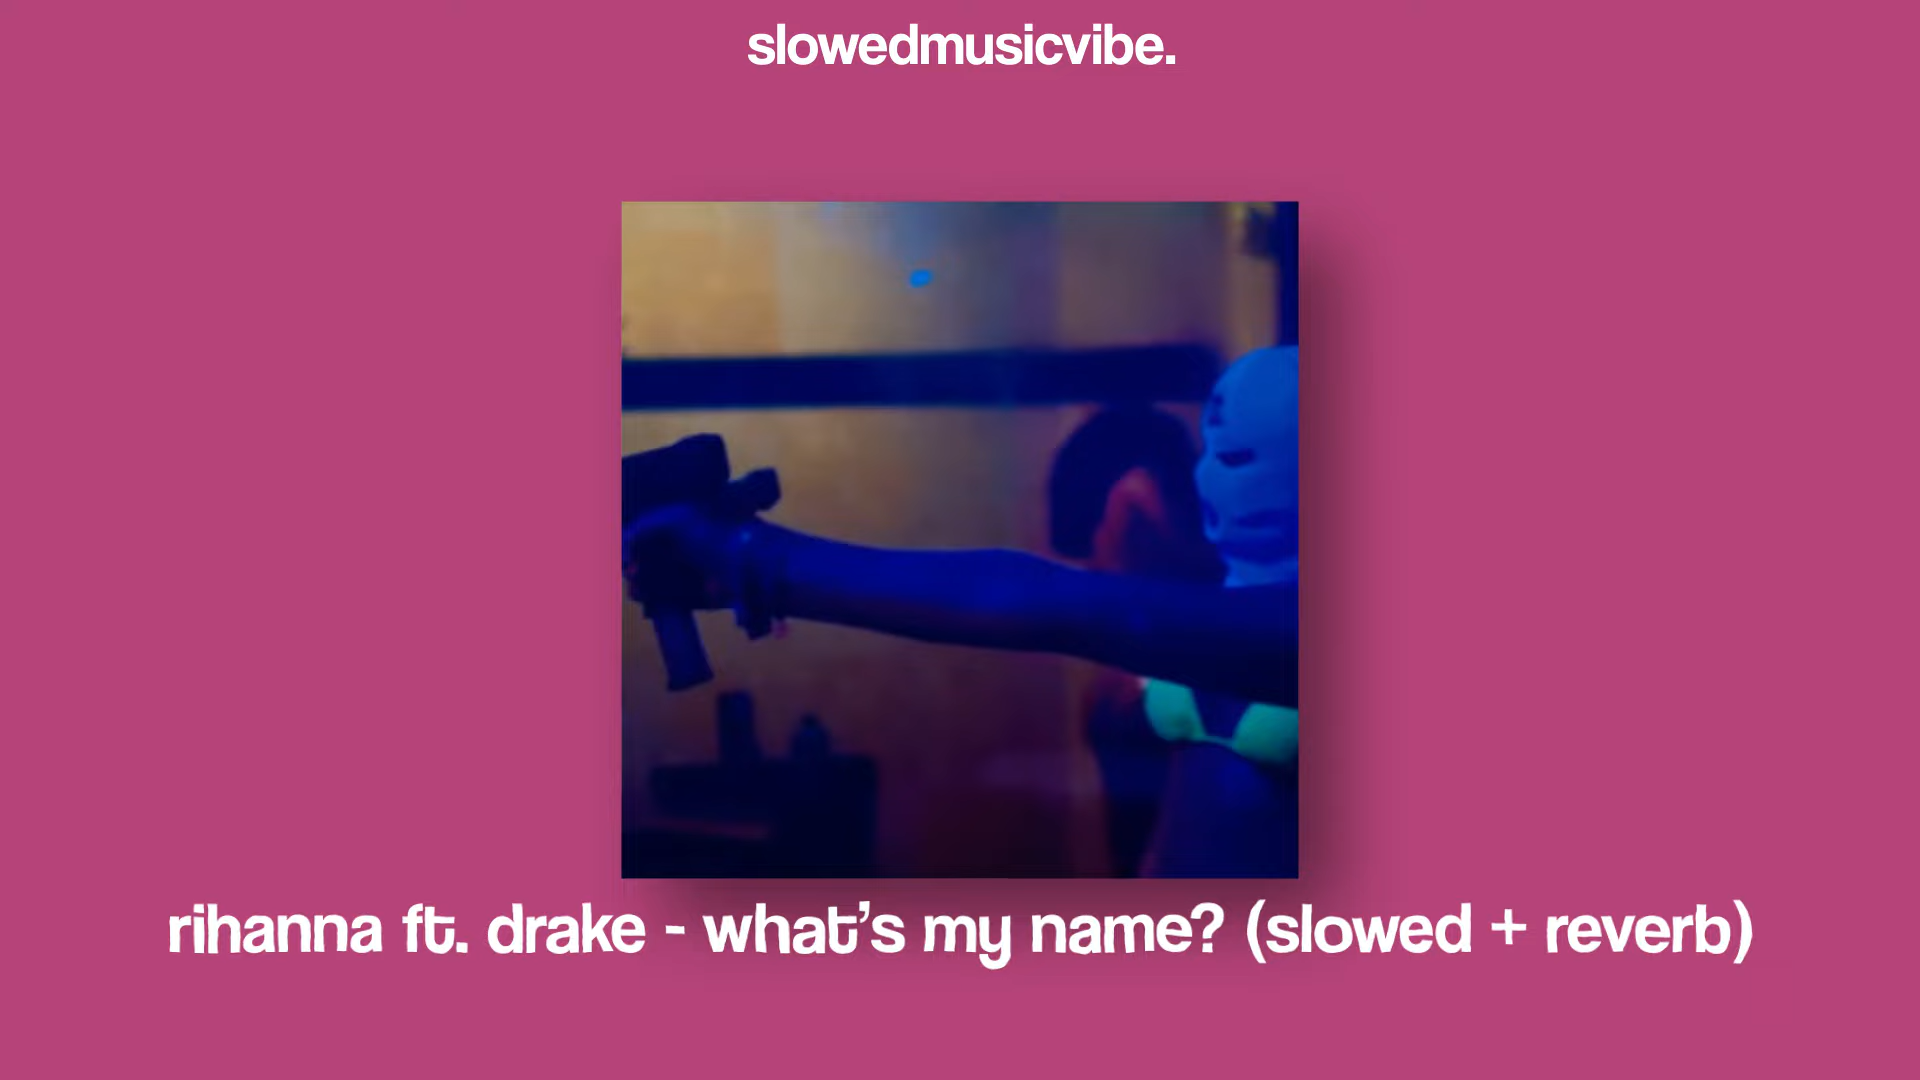 slowedmusicvibe.
rihanna ft. drake - what's my name? (slowed + reverb)